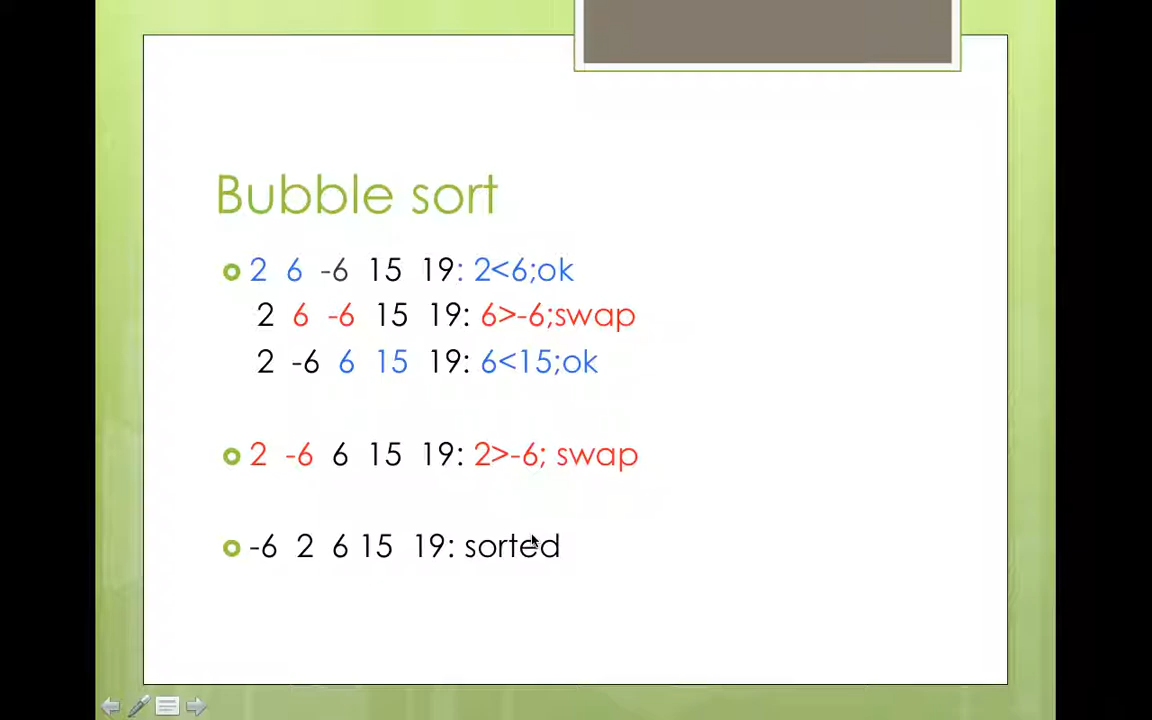 Bubble sort
2 6 -6 15 19: 2<6;ok
2 6 -6 15 19: 6>-6;swap
2 -6 6 15 19: 6<15;ok
2 -6 6 15 19: 2>-6; swap
-6 2 6 15 19: sorted